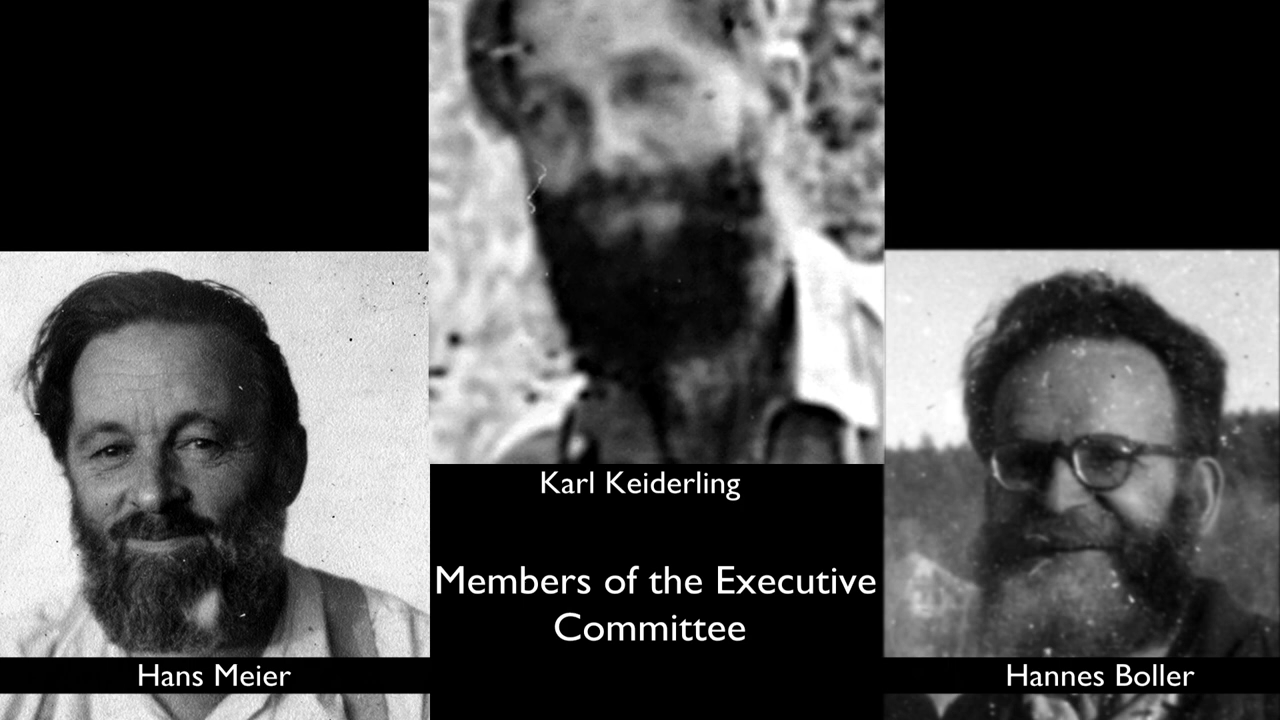 Karl Keiderling
Members of the Executive
Committee
Hans Meier
Hannes Boller